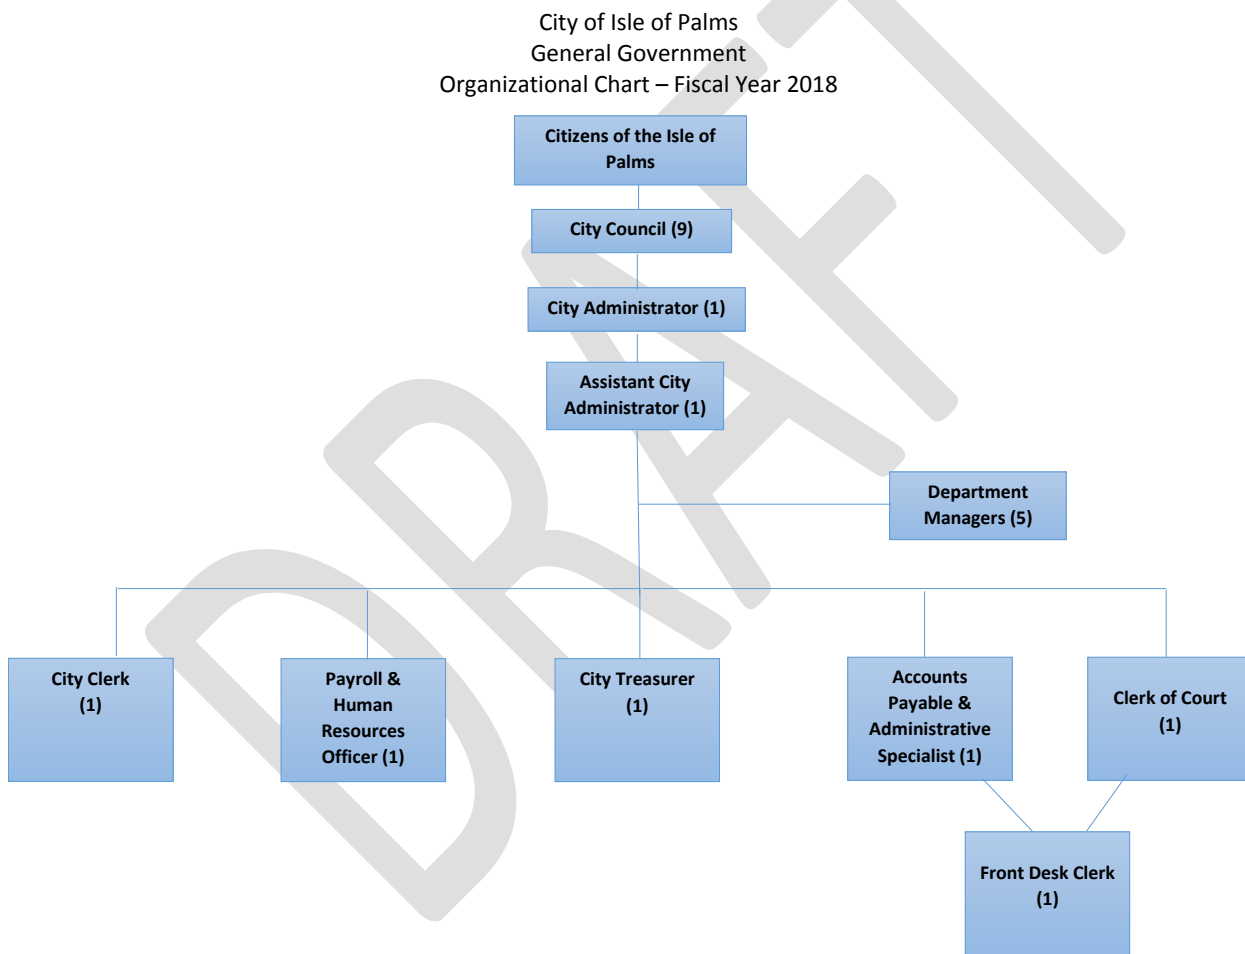 City of Isle of Palms
General Government
Organizational Chart – Fiscal Year 2018
Citizens of the Isle of
Palms
City Council (9)
City Administrator (1)
Assistant City
Administrator (1)
Department
Managers (5)
City Clerk
(1)
Payroll &
Human
Resources
Officer (1)
City Treasurer
(1)
Accounts
Payable &
Administrative
Specialist (1)
Clerk of Court
(1)
Front Desk Clerk
(1)
DRAFT